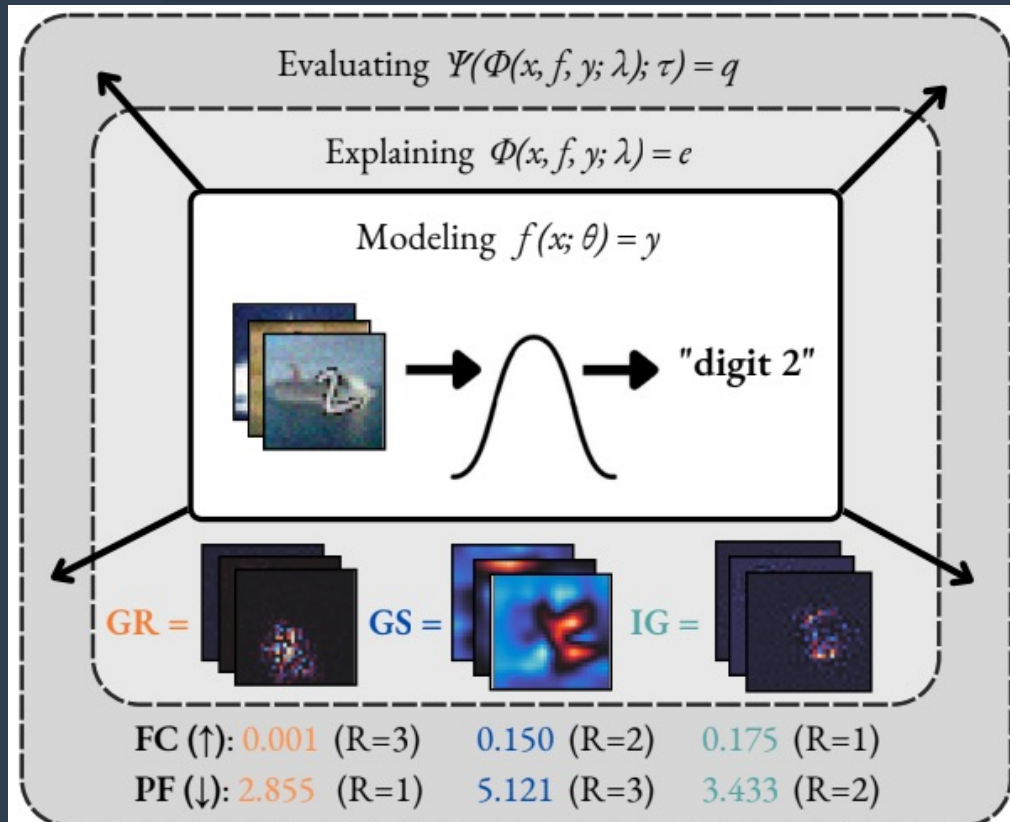 Evaluating Ψ(Φ(x, f, y; λ); τ) = q
Explaining Φ(x, f, y; λ) = e
Modeling f(x; θ) = y
"digit 2"
GR = GS = IG =
FC (↑): 0.001 (R=3) 0.150 (R=2) 0.175 (R=1)
PF (↓): 2.855 (R=1) 5.121 (R=3) 3.433 (R=2)